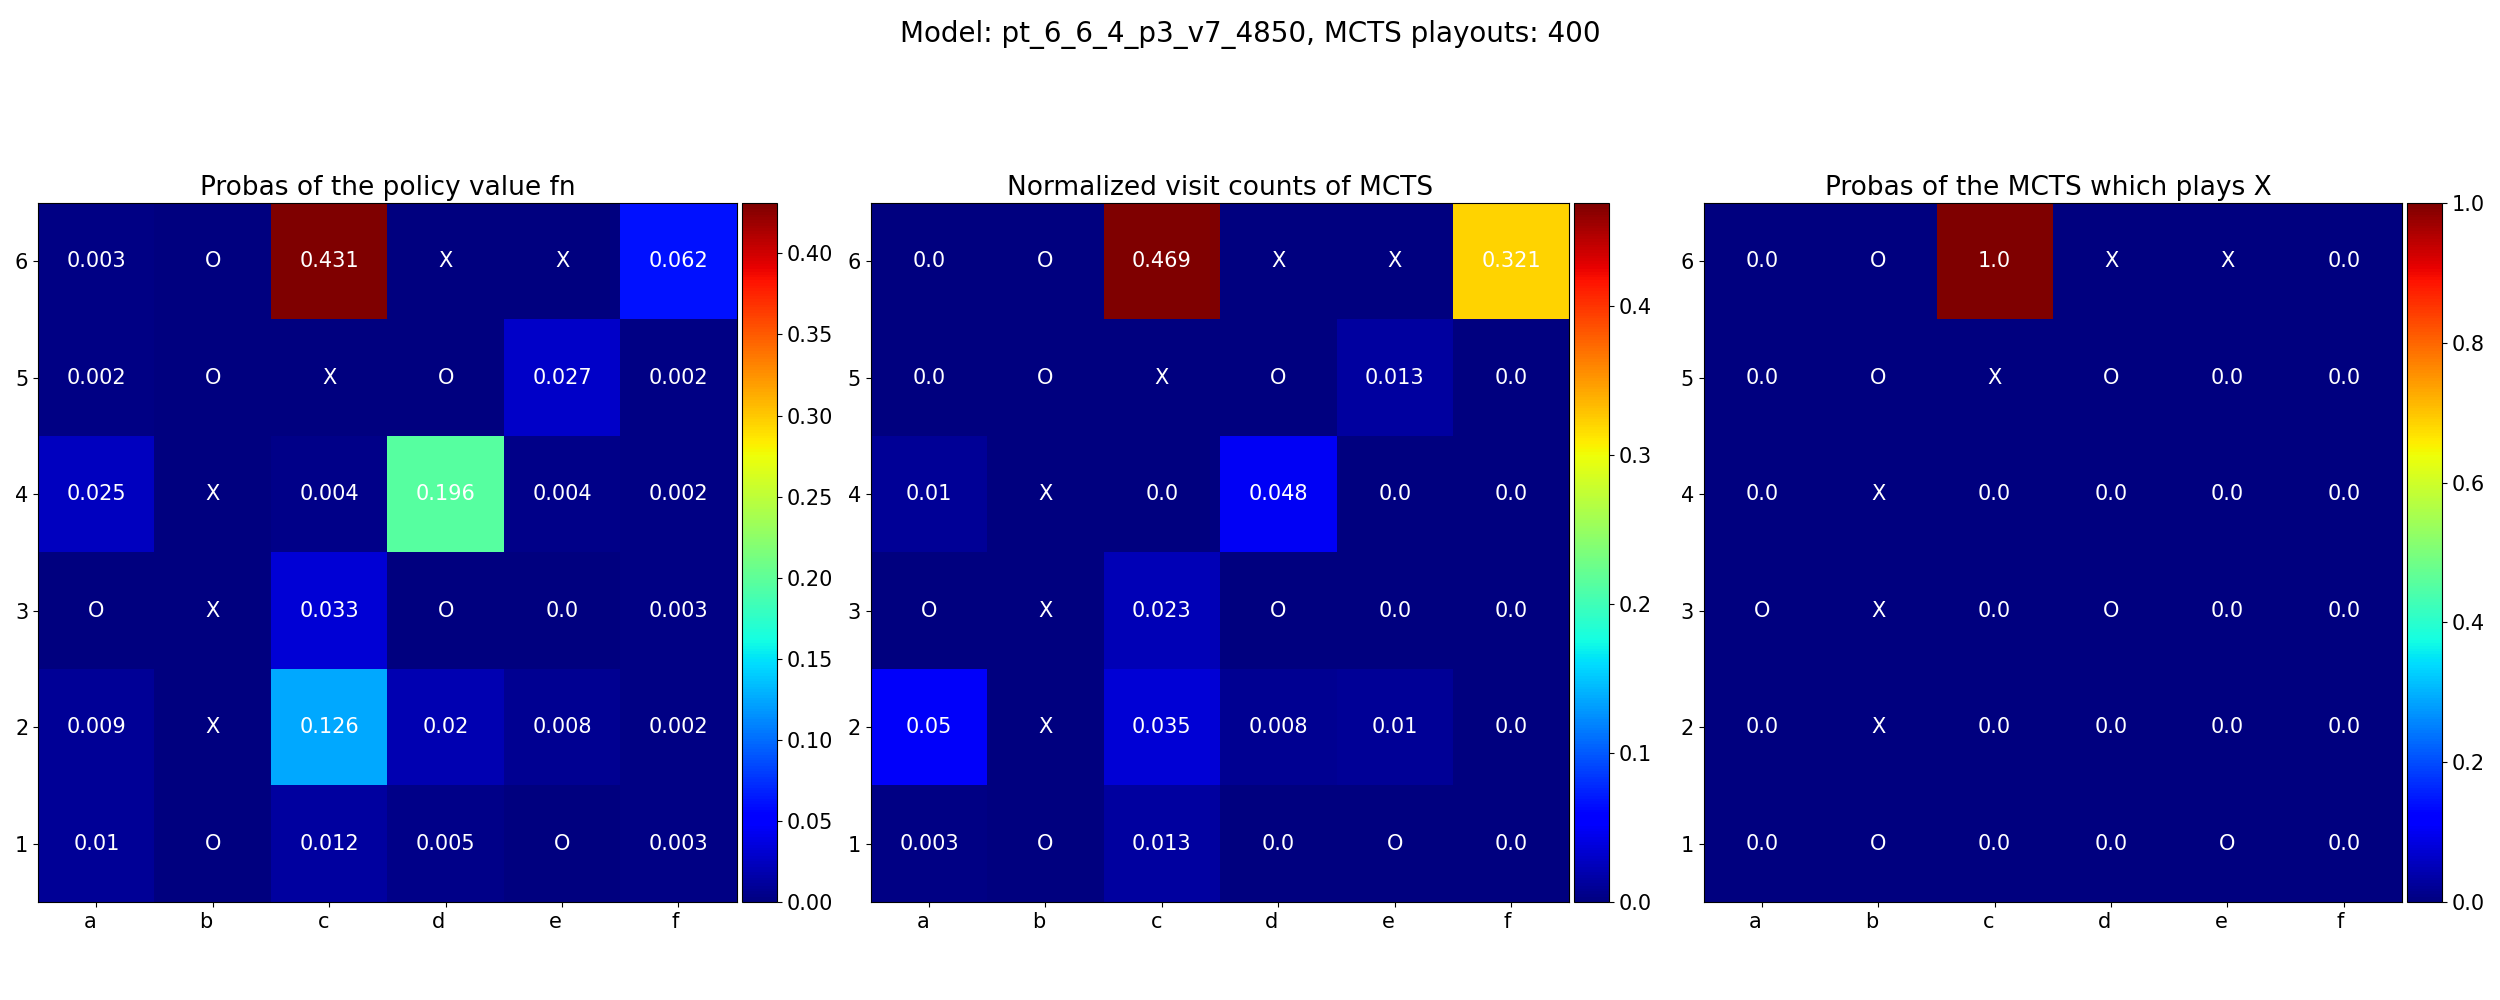 Model: pt_6_6_4_p3_v7_4850, MCTS playouts: 400
Probas of the policy value fn
6 0.003 O 0.431 X X 0.062
5 0.002 O X O 0.027 0.002
4 0.025 X 0.004 0.196 0.004 0.002
3 O X 0.033 O 0.0 0.003
2 0.009 X 0.126 0.02 0.008 0.002
1 0.01 O 0.012 0.005 O 0.003
a b c d e f
0.40
0.35
0.30
0.25
0.20
0.15
0.10
0.05
0.00
Normalized visit counts of MCTS
6 0.0 O 0.469 X X 0.321
5 0.0 O X O 0.013 0.0
4 0.01 X 0.0 0.048 0.0 0.0
3 O X 0.023 O 0.0 0.0
2 0.05 X 0.035 0.008 0.01 0.0
1 0.003 O 0.013 0.0 O 0.0
a b c d e f
0.4
0.3
0.2
0.1
0.0
Probas of the MCTS which plays X
6 0.0 O 1.0 X X 0.0
5 0.0 O X O 0.0 0.0
4 0.0 X 0.0 0.0 0.0 0.0
3 O X 0.0 O 0.0 0.0
2 0.0 X 0.0 0.0 0.0 0.0
1 0.0 O 0.0 0.0 O 0.0
a b c d e f
1.0
0.8
0.6
0.4
0.2
0.0